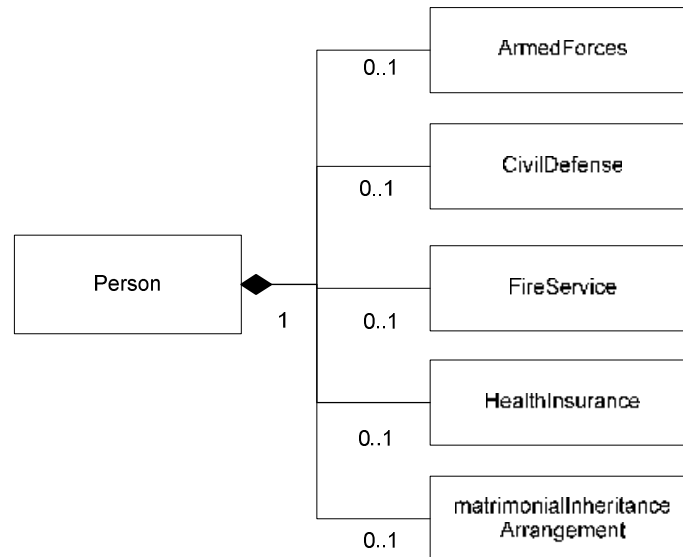 ArmedForces
0..1
CivilDefense
0..1
Person
1
FireService
0..1
HealthInsurance
0..1
matrimonialInheritance
Arrangement
0..1